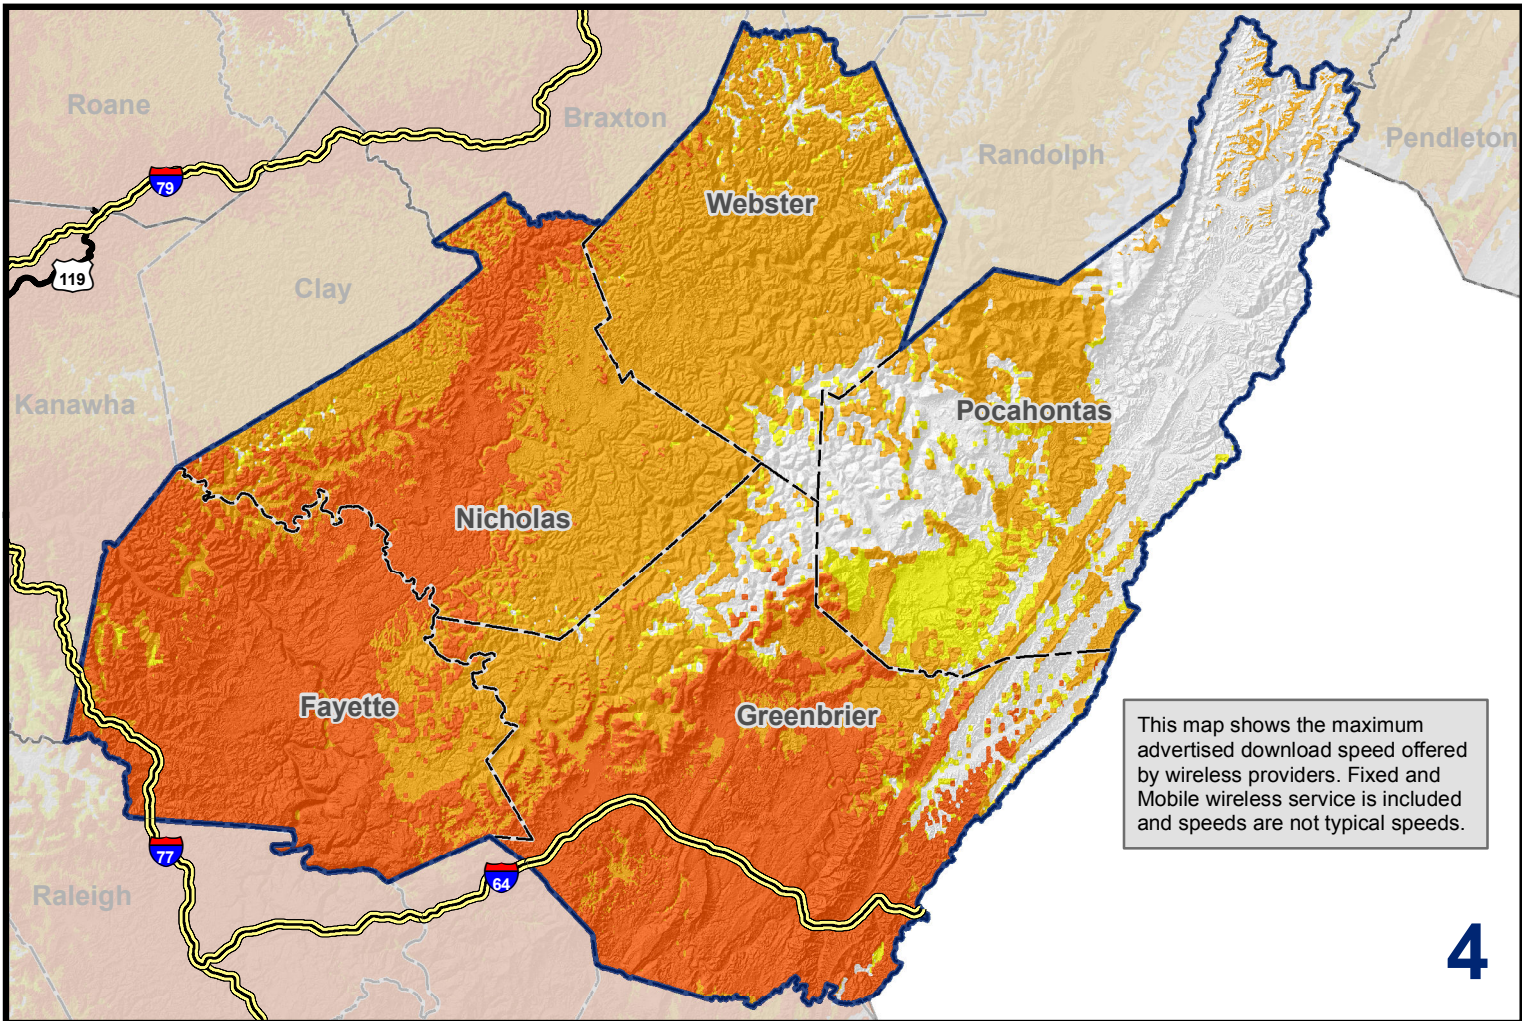 Roane
Braxton
Randolph
Pendleton
79
Webster
119
Clay
Kanawha
Pocahontas
Nicholas
Fayette
Greenbrier
This map shows the maximum
advertised download speed offered
by wireless providers. Fixed and
Mobile wireless service is included
and speeds are not typical speeds.
77
64
Raleigh
4